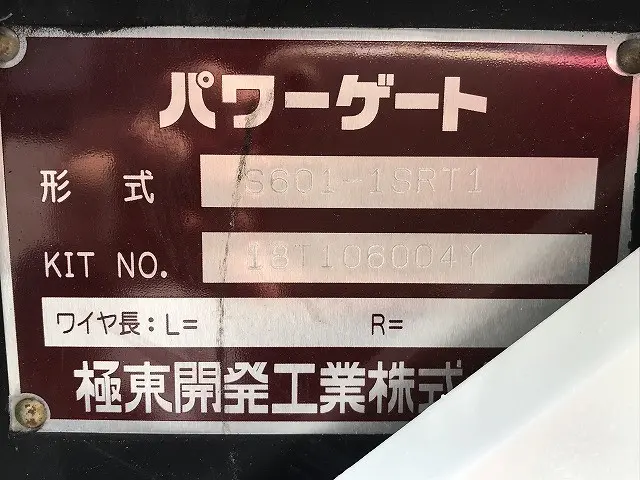 パワーゲート
形式 S601-1SRT1
KIT NO. 18T106004Y
ワイヤ長:L= R=
極東開発工業株式